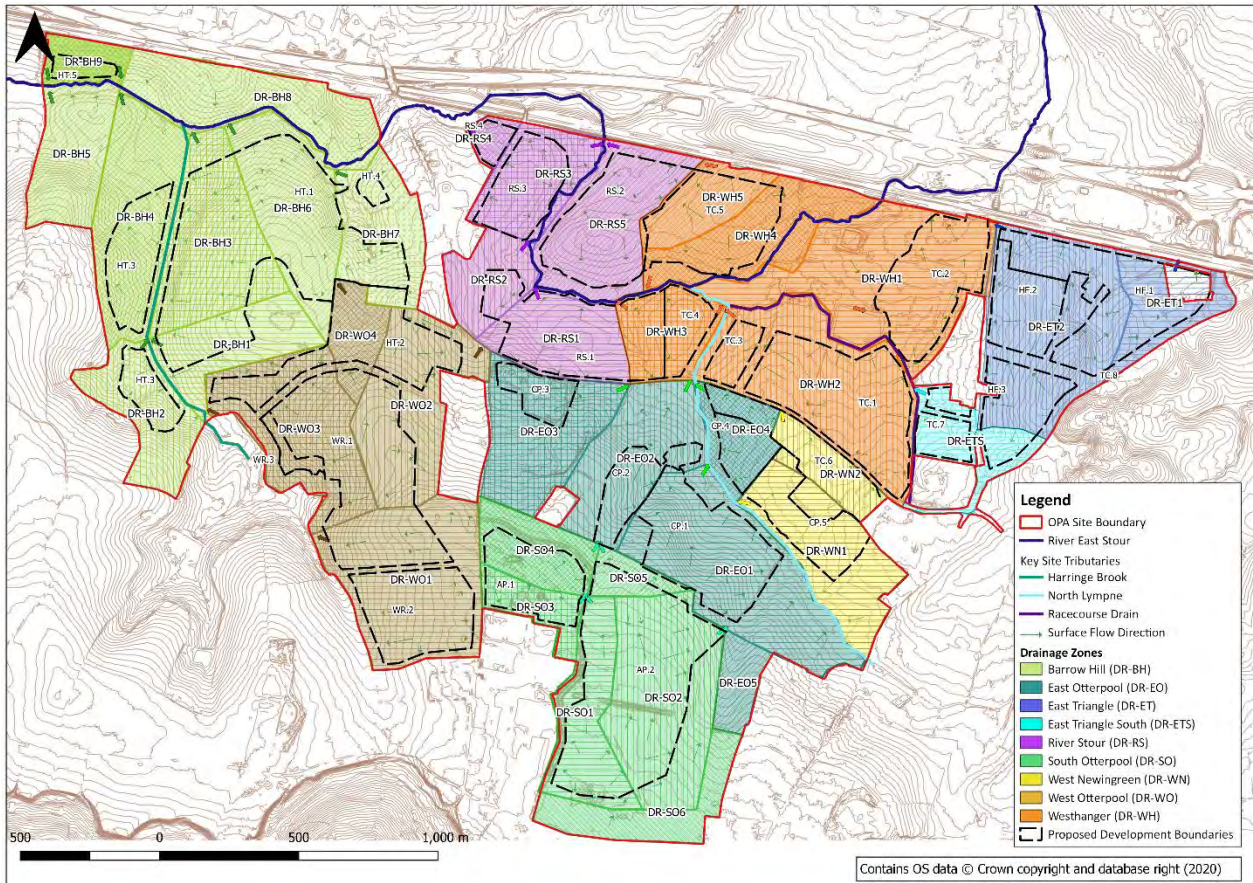 DR-BH9
HT.5
DR-BH8
DR-BH5
RS.4
DR-RS4
DR-RS3
RS.3
RS.2
DR-RS5
HT.4
HT.1
DR-BH6
DR-BH4
DR-BH3
DR-BH7
HT.3
DR-WH5
TC.5
DR-WH4
DR-WH1
TC.2
HF.2
HF.1
DR-ET1
DR-ET2
DR-RS2
DR-RS1
RS.1
TC.4
DR-WH3
TC.3
DR-WO4
HT.2
DR-BH1
HT.3
DR-BH2
DR-WH2
TC.1
TC.8
HF.3
CP.3
DR-EO3
DR-WO2
DR-WO3
WR.1
WR.3
CP.4
DR-EO4
DR-EO2
CP.2
TC.7
DR-ETS
TC.6
DR-WN2
CP.5
DR-WN1
CP.1
DR-EO1
DR-SO4
AP.1
DR-SO3
DR-SO5
DR-WO1
WR.2
AP.2
DR-SO2
DR-SO1
DR-EO5
DR-SO6
Legend
OPA Site Boundary
River East Stour
Key Site Tributaries
Harringe Brook
North Lympne
Racecourse Drain
Surface Flow Direction
Drainage Zones
Barrow Hill (DR-BH)
East Otterpool (DR-EO)
East Triangle (DR-ET)
East Triangle South (DR-ETS)
River Stour (DR-RS)
South Otterpool (DR-SO)
West Newingreen (DR-WN)
West Otterpool (DR-WO)
Westhanger (DR-WH)
Proposed Development Boundaries
500 0 500 1,000 m
Contains OS data © Crown copyright and database right (2020)